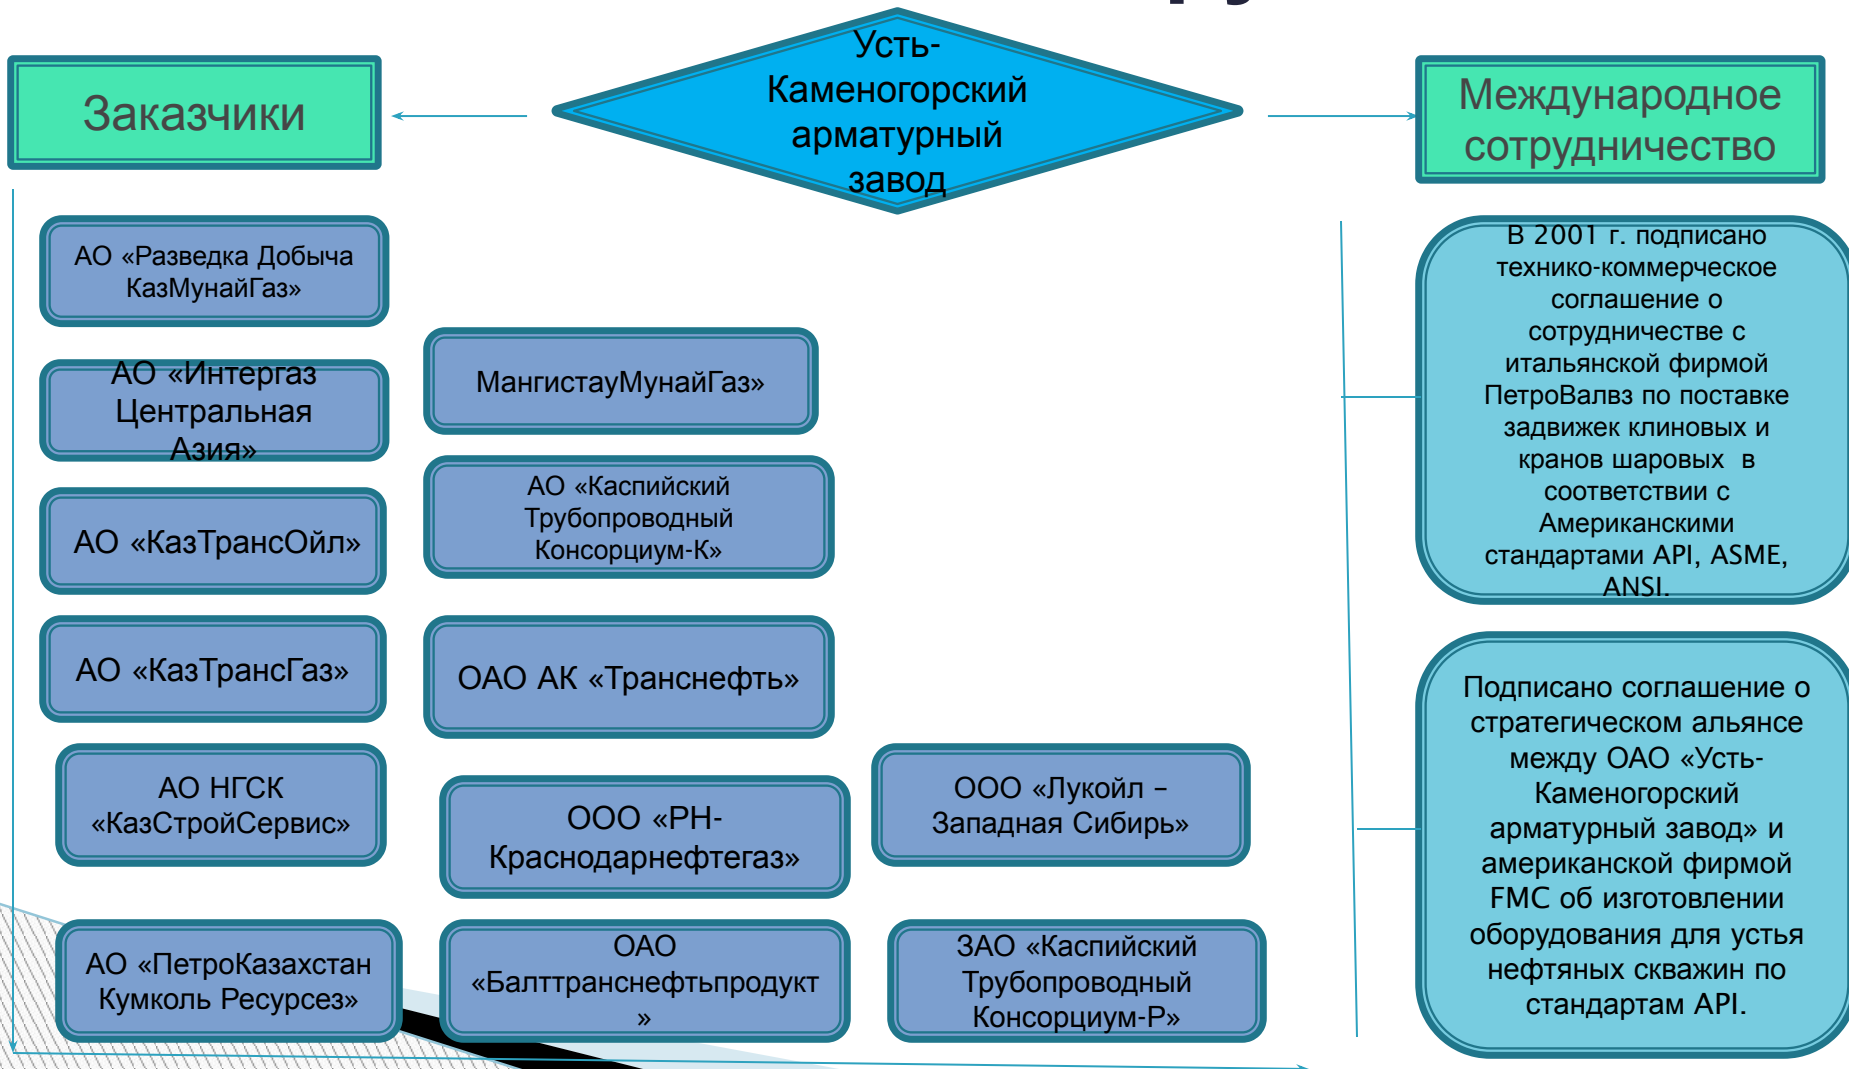 Усть-
Каменогорский
арматурный
завод
Заказчики
Международное
сотрудничество
АО «Разведка Добыча
КазМунайГаз»
АО «Интергаз
Центральная
Азия»
АО «КазТрансОйл»
АО «КазТрансГаз»
АО НГСК
«КазСтройСервис»
АО «ПетроКазахстан
Кумколь Ресурсез»
МангистауМунайГаз»
АО «Каспийский
Трубопроводный
Консорциум-К»
ОАО АК «Транснефть»
ООО «РН-
Краснодарнефтегаз»
ОАО
«Балттранснефтьпродукт
»
ООО «Лукойл –
Западная Сибирь»
ЗАО «Каспийский
Трубопроводный
Консорциум-Р»
В 2001 г. подписано
технико-коммерческое
соглашение о
сотрудничестве с
итальянской фирмой
ПетроВалвз по поставке
задвижек клиновых и
кранов шаровых  в
соответствии с
Американскими
стандартами API, ASME,
ANSI.
Подписано соглашение о
стратегическом альянсе
между ОАО «Усть-
Каменогорский
арматурный завод» и
американской фирмой
FMC об изготовлении
оборудования для устья
нефтяных скважин по
стандартам API.